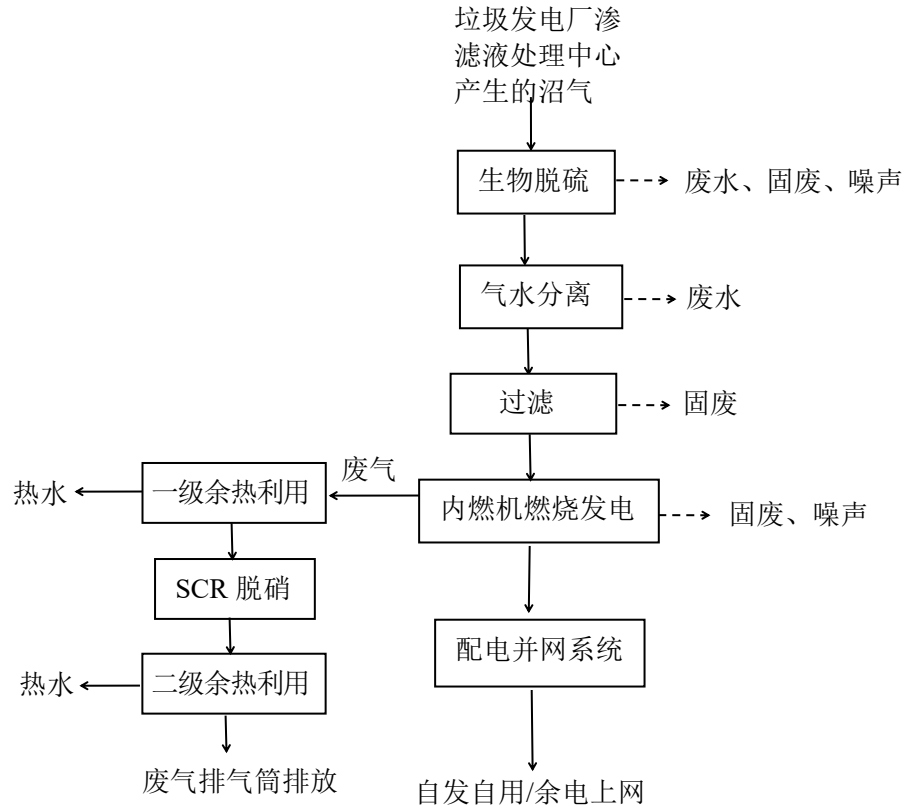 垃圾发电厂渗
滤液处理中心
产生的沼气
生物脱硫
废水、固废、噪声
气水分离
废水
过滤
固废
废气
热水
一级余热利用
内燃机燃烧发电
固废、噪声
SCR 脱硝
配电并网系统
热水
二级余热利用
废气排气筒排放
自发自用/余电上网